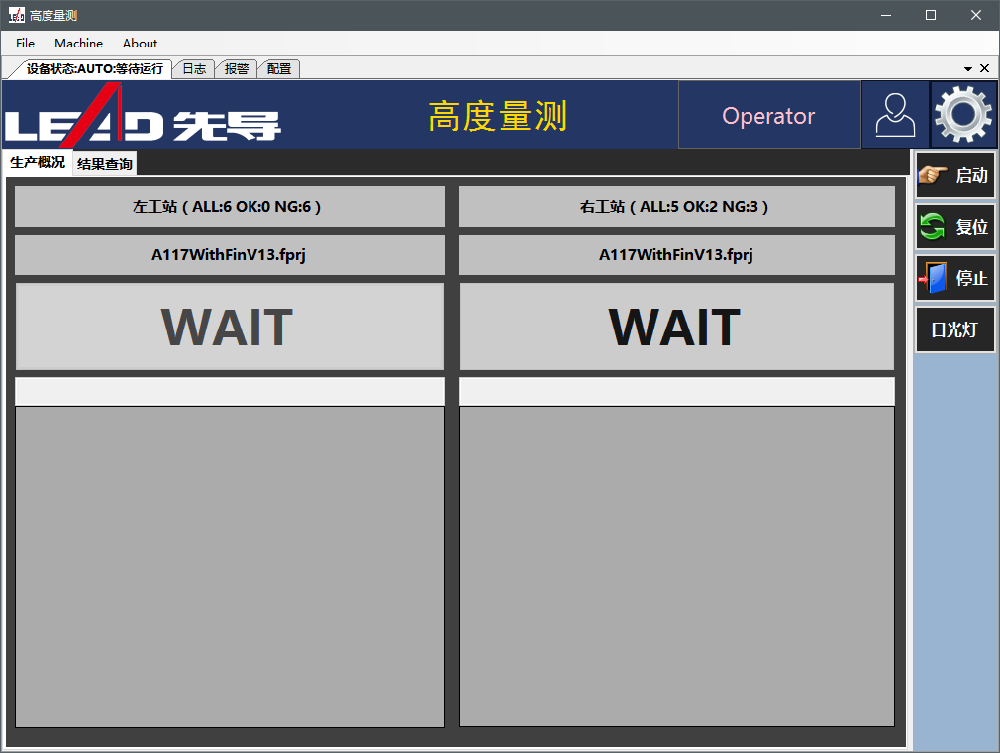 LEAD 高度量测
File Machine About
设备状态:AUTO:等待运行 日志 报警 配置
LEAD 先导 高度量测 Operator
生产概况 结果查询
启动
左工站 ( ALL:6 OK:0 NG:6 ) 右工站 ( ALL:5 OK:2 NG:3 )
复位
A117WithFinV13.fprj A117WithFinV13.fprj
停止
WAIT WAIT
日光灯